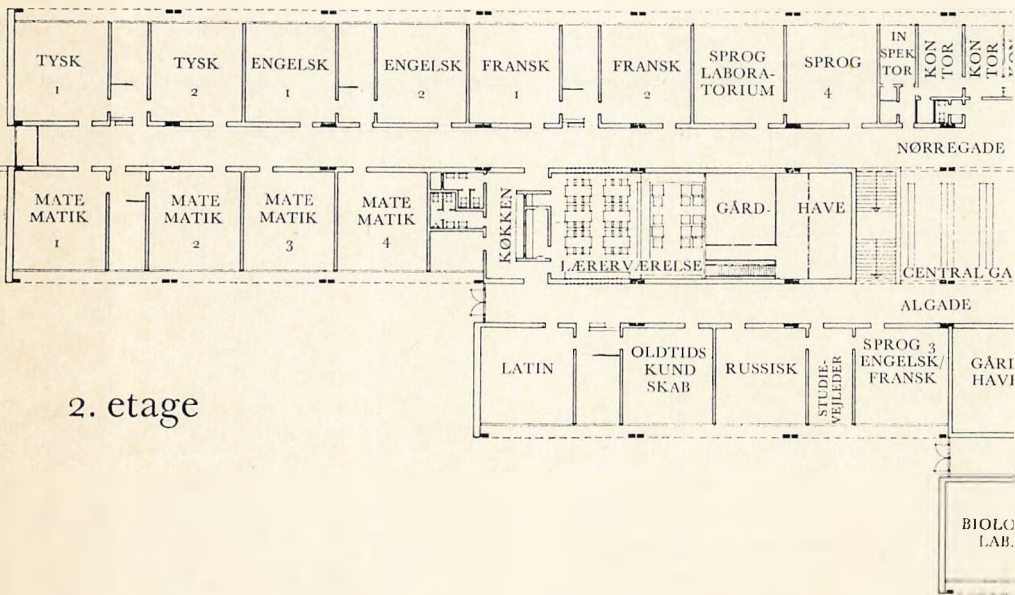 TYSK
1
TYSK
2
ENGELSK
1
ENGELSK
2
FRANSK
1
FRANSK
2
SPROG
LABORA-
TORIUM
SPROG
4
IN
SPEK
TOR
KON
TOR
KON
TOR
NØRREGADE
MATE
MATIK
1
MATE
MATIK
2
MATE
MATIK
3
MATE
MATIK
4
KØKKEN
LÆRERVÆRELSE
GÅRD-
HAVE
CENTRAL GA
ALGADE
LATIN
OLDTIDS
KUND
SKAB
RUSSISK
STUDIE-
VEJLEDER
SPROG 3
ENGELSK/
FRANSK
GÅR
HAVE
2. etage
BIOLO
LAB.